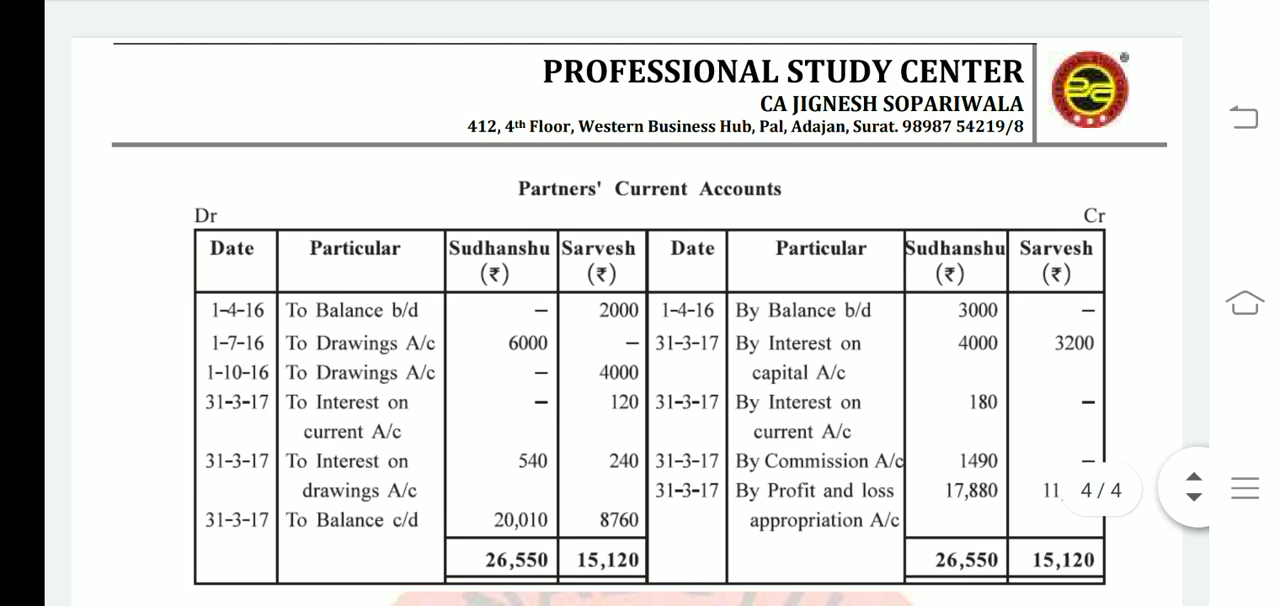 PROFESSIONAL STUDY CENTER
CA JIGNESH SOPARIWALA
412, 4th Floor, Western Business Hub, Pal, Adajan, Surat. 98987 54219/8
Partners' Current Accounts
Dr Cr
Date Particular Sudhanshu Sarvesh Date Particular Sudhanshu Sarvesh
(₹) (₹) (₹) (₹)
1-4-16 To Balance b/d – 2000 1-4-16 By Balance b/d 3000 –
1-7-16 To Drawings A/c 6000 – 31-3-17 By Interest on 4000 3200
1-10-16 To Drawings A/c – 4000 capital A/c
31-3-17 To Interest on – 120 31-3-17 By Interest on 180 –
current A/c current A/c
31-3-17 To Interest on 540 240 31-3-17 By Commission A/c 1490 –
drawings A/c 31-3-17 By Profit and loss 17,880 11 4 / 4
31-3-17 To Balance c/d 20,010 8760 appropriation A/c
26,550 15,120 26,550 15,120